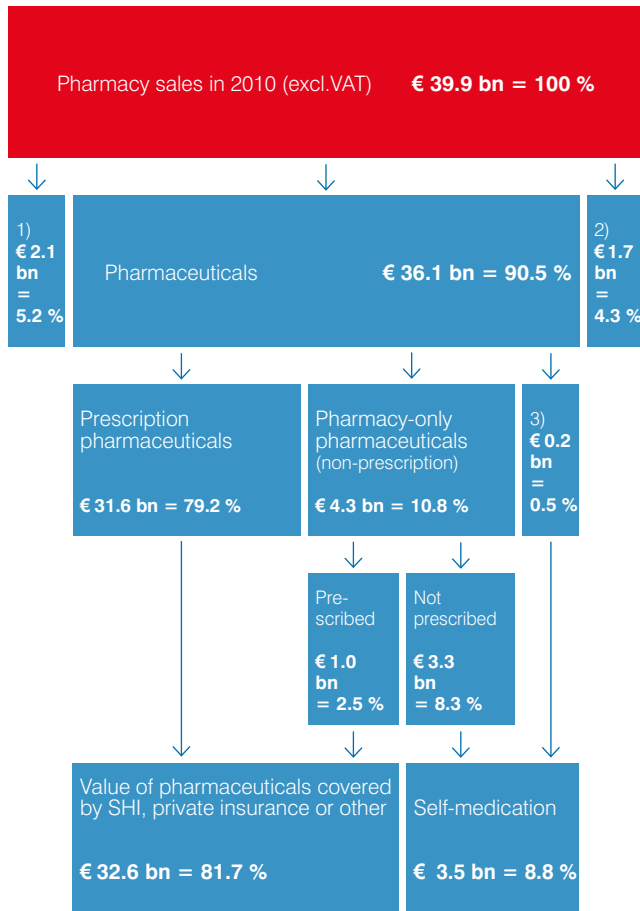 Pharmacy sales in 2010 (excl.VAT) € 39.9 bn = 100 %
1)
€ 2.1
bn
=
5.2 %
Pharmaceuticals € 36.1 bn = 90.5 %
2)
€ 1.7
bn
=
4.3 %
Prescription
pharmaceuticals
€ 31.6 bn = 79.2 %
Pharmacy-only
pharmaceuticals
(non-prescription)
€ 4.3 bn = 10.8 %
3)
€ 0.2
bn
=
0.5 %
Pre-
scribed
€ 1.0
bn
= 2.5 %
Not
prescribed
€ 3.3
bn
= 8.3 %
Value of pharmaceuticals covered
by SHI, private insurance or other
€ 32.6 bn = 81.7 %
Self-medication
€ 3.5 bn = 8.8 %